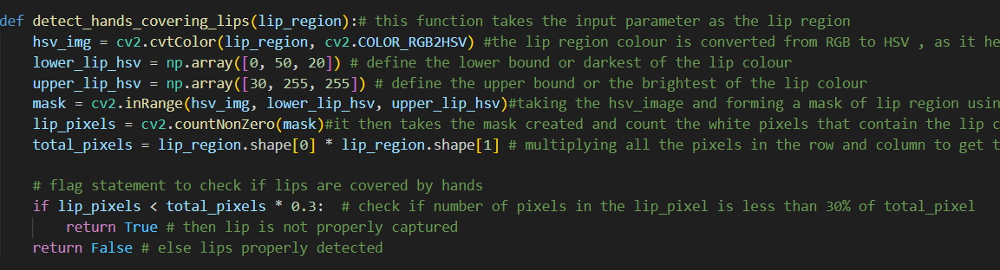 def detect_hands_covering_lips(lip_region):# this function takes the input parameter as the lip region
    hsv_img = cv2.cvtColor(lip_region, cv2.COLOR_RGB2HSV) #the lip region colour is converted from RGB to HSV , as it he
    lower_lip_hsv = np.array([0, 50, 20]) # define the lower bound or darkest of the lip colour
    upper_lip_hsv = np.array([30, 255, 255]) # define the upper bound or the brightest of the lip colour
    mask = cv2.inRange(hsv_img, lower_lip_hsv, upper_lip_hsv)#taking the hsv_image and forming a mask of lip region usin
    lip_pixels = cv2.countNonZero(mask)#it then takes the mask created and count the white pixels that contain the lip c
    total_pixels = lip_region.shape[0] * lip_region.shape[1] # multiplying all the pixels in the row and column to get t
    # flag statement to check if lips are covered by hands
    if lip_pixels < total_pixels * 0.3:  # check if number of pixels in the lip_pixel is less than 30% of total_pixel
        return True # then lip is not properly captured
    return False # else lips properly detected